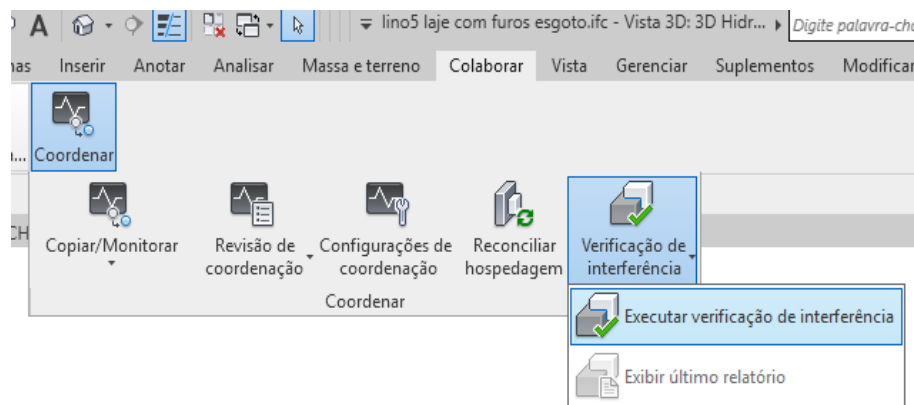 A lino5 laje com furos esgoto.ifc - Vista 3D: 3D Hidr... Digite palavra-ch
Inserir Anotar Analisar Massa e terreno Colaborar Vista Gerenciar Suplementos Modificar
Coordenar
Copiar/Monitorar
Revisão de coordenação
Configurações de coordenação
Reconciliar hospedagem
Verificação de interferência
Coordenar
Executar verificação de interferência
Exibir último relatório